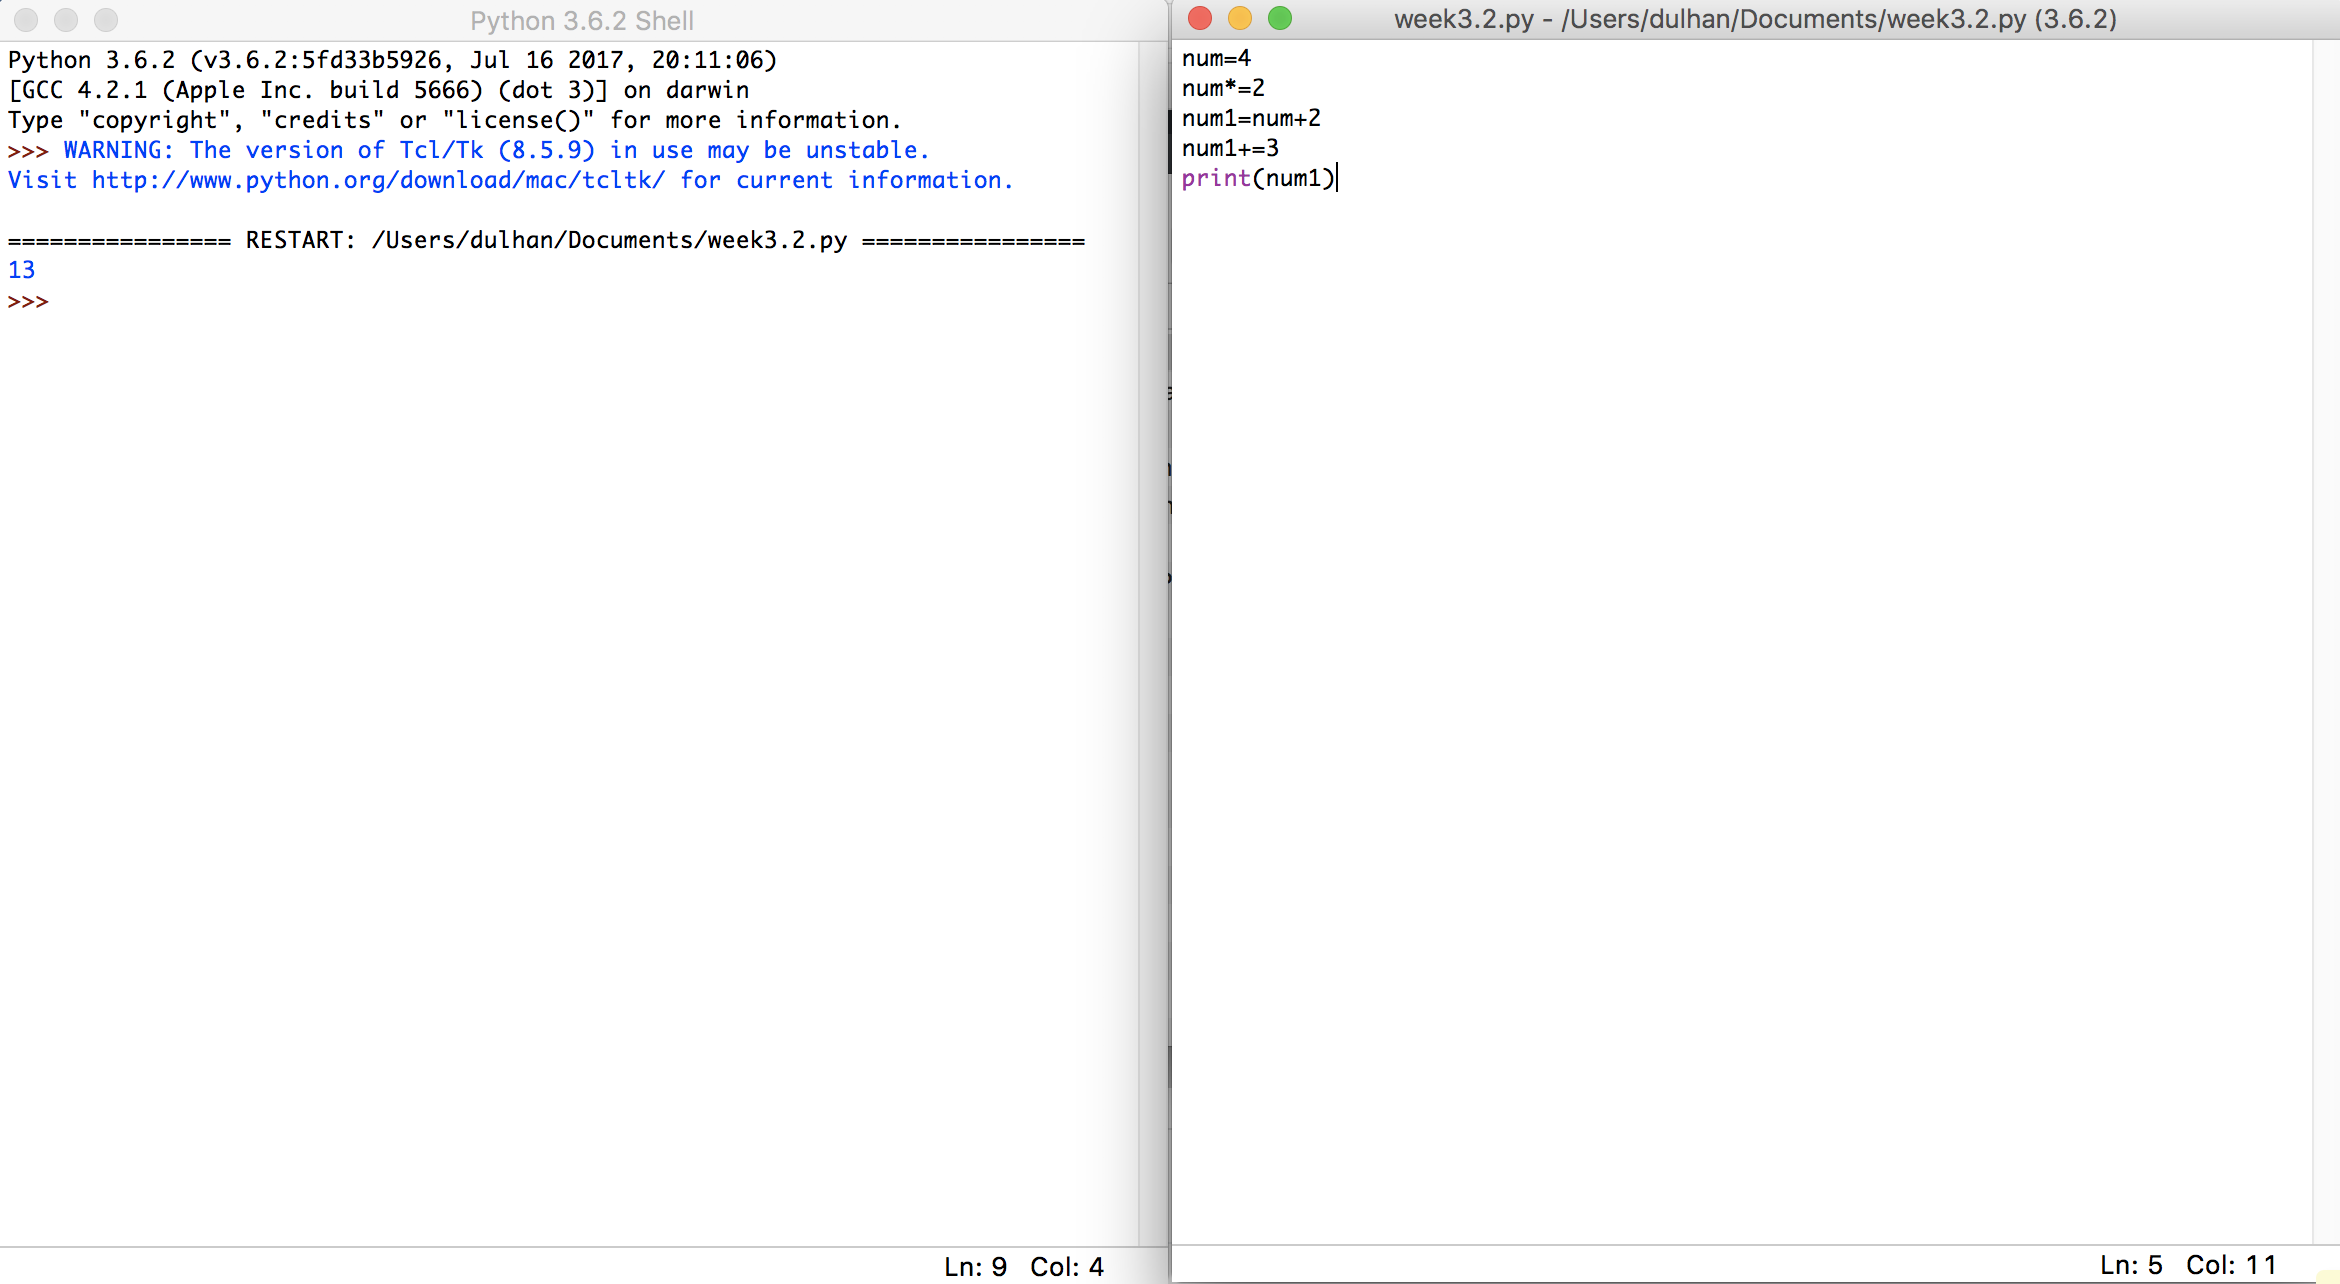 Python 3.6.2 Shell
Python 3.6.2 (v3.6.2:5fd33b5926, Jul 16 2017, 20:11:06)
[GCC 4.2.1 (Apple Inc. build 5666) (dot 3)] on darwin
Type "copyright", "credits" or "license()" for more information.
>>> WARNING: The version of Tcl/Tk (8.5.9) in use may be unstable.
Visit http://www.python.org/download/mac/tcltk/ for current information.
================ RESTART: /Users/dulhan/Documents/week3.2.py ================
13
>>>
Ln: 9 Col: 4
week3.2.py - /Users/dulhan/Documents/week3.2.py (3.6.2)
num=4
num*=2
num1=num+2
num1+=3
print(num1)
Ln: 5 Col: 11